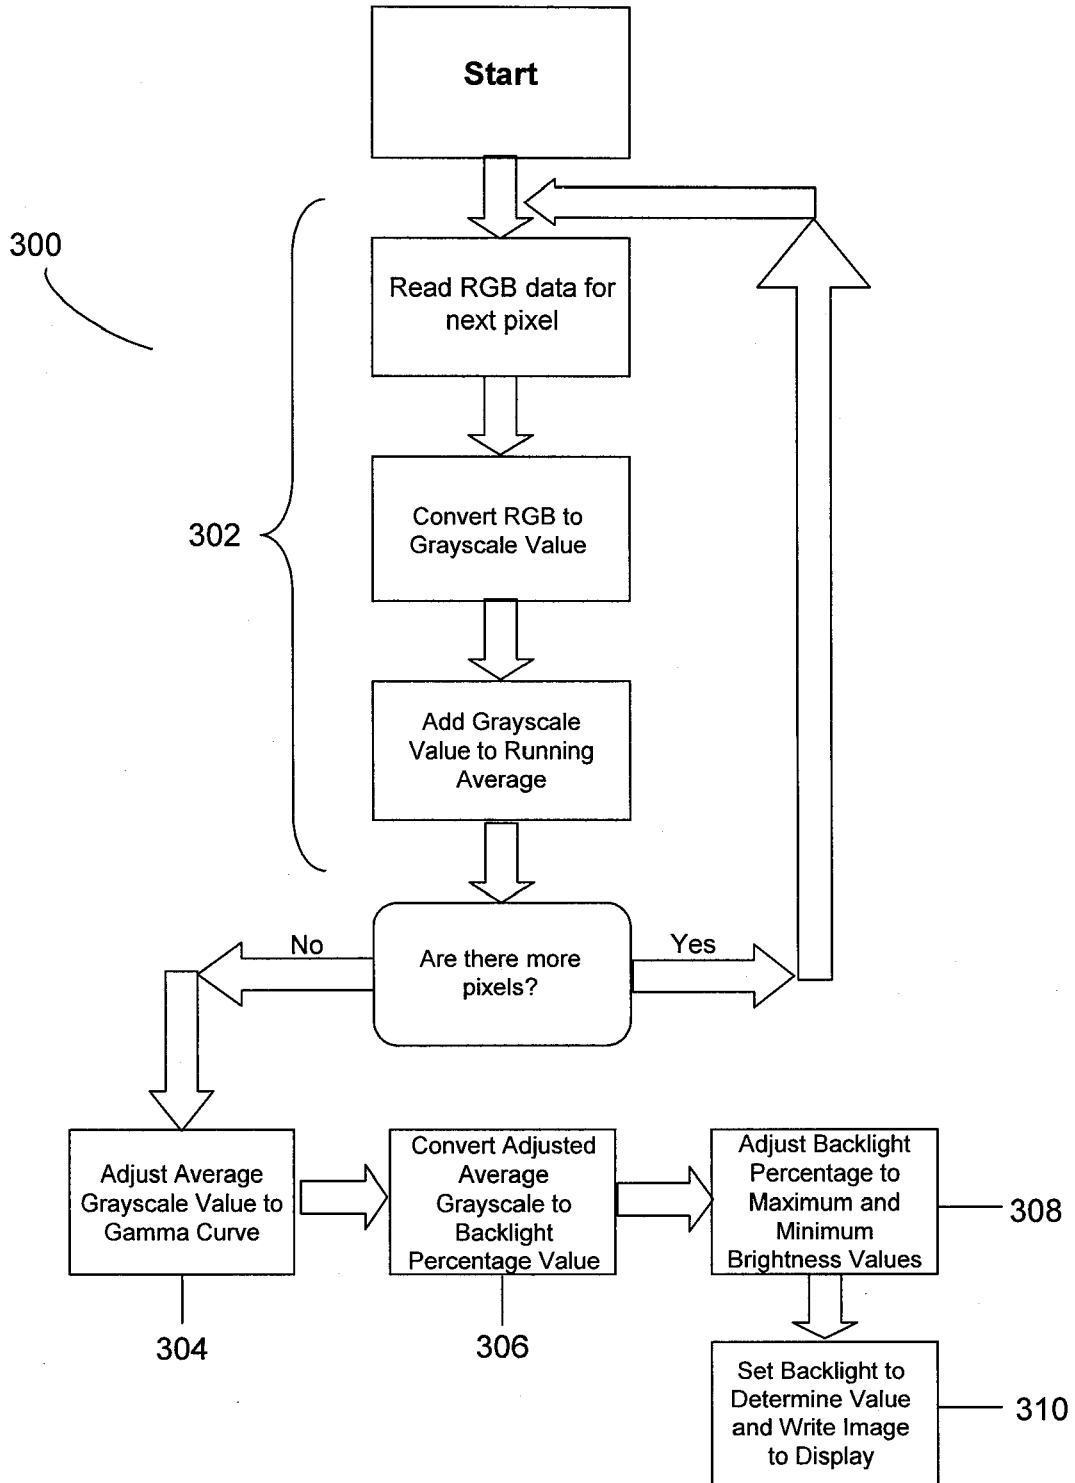 Start
300
Read RGB data for
next pixel
302
Convert RGB to
Grayscale Value
Add Grayscale
Value to Running
Average
No
Are there more
pixels?
Yes
Adjust Average
Grayscale Value to
Gamma Curve
304
Convert Adjusted
Average
Grayscale to
Backlight
Percentage Value
306
Adjust Backlight
Percentage to
Maximum and
Minimum
Brightness Values
308
Set Backlight to
Determine Value
and Write Image
to Display
310